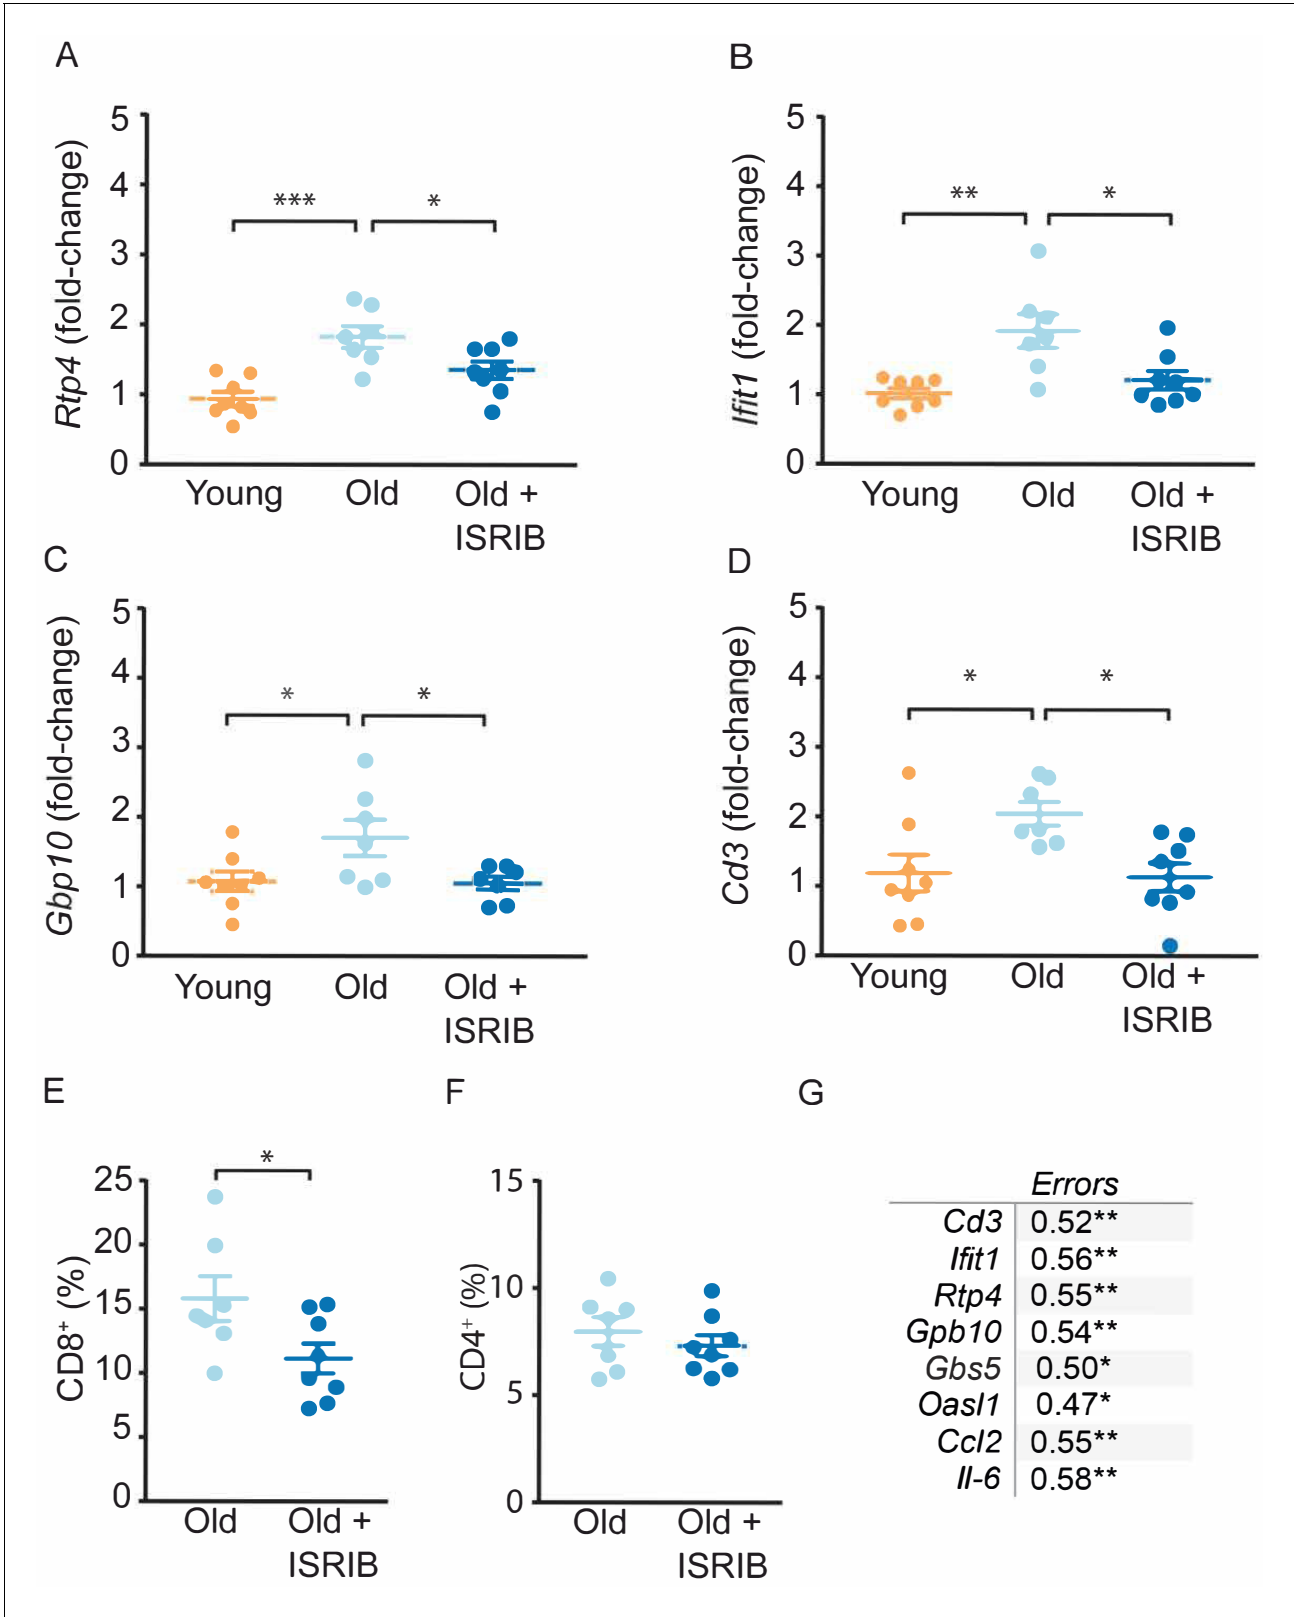 A
Rtp4 (fold-change)
5
4
3
2
1
0
***
*
Young
Old
Old +
ISRIB
B
Ifit1 (fold-change)
5
4
3
2
1
0
**
*
Young
Old
Old +
ISRIB
C
Gbp10 (fold-change)
5
4
3
2
1
0
*
*
Young
Old
Old +
ISRIB
D
Cd3 (fold-change)
5
4
3
2
1
0
*
*
Young
Old
Old +
ISRIB
E
CD8⁺ (%)
25
20
15
10
5
0
*
Old
Old +
ISRIB
F
CD4⁺ (%)
15
10
5
0
Old
Old +
ISRIB
G
Errors
Cd3 0.52**
Ifit1 0.56**
Rtp4 0.55**
Gpb10 0.54**
Gbs5 0.50*
Oasl1 0.47*
Ccl2 0.55**
Il-6 0.58**